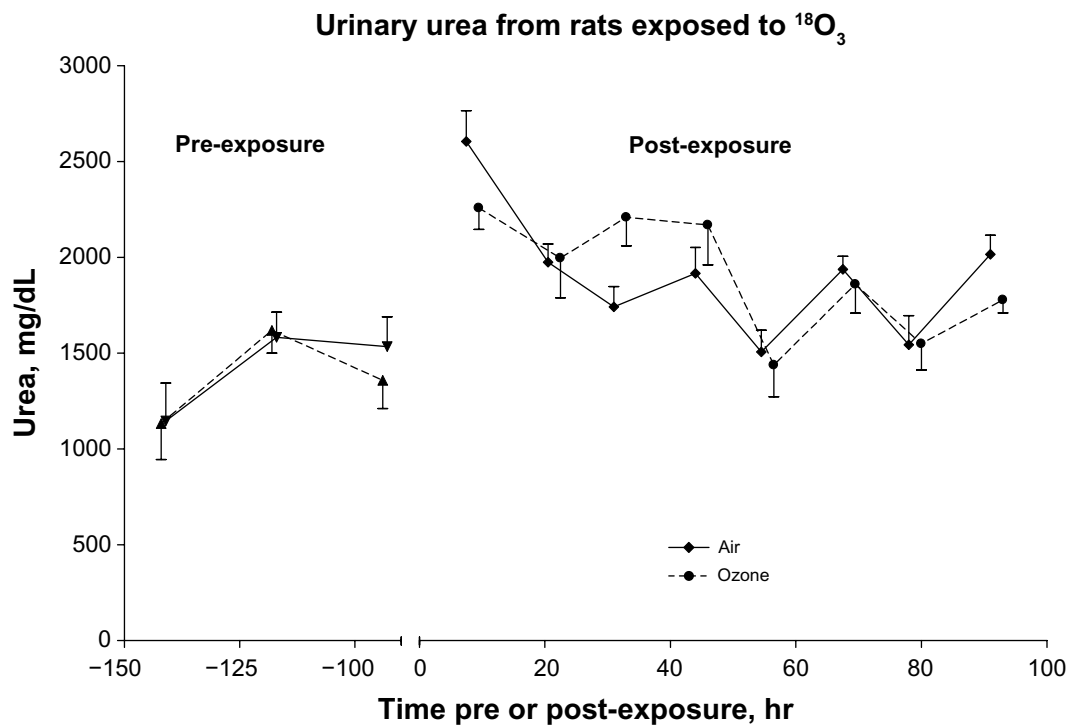 Urinary urea from rats exposed to ¹⁸O₃
3000
2500
2000
1500
1000
500
0
Urea, mg/dL
Pre-exposure
Post-exposure
Air
Ozone
−150 −125 −100 0 20 40 60 80 100
Time pre or post-exposure, hr